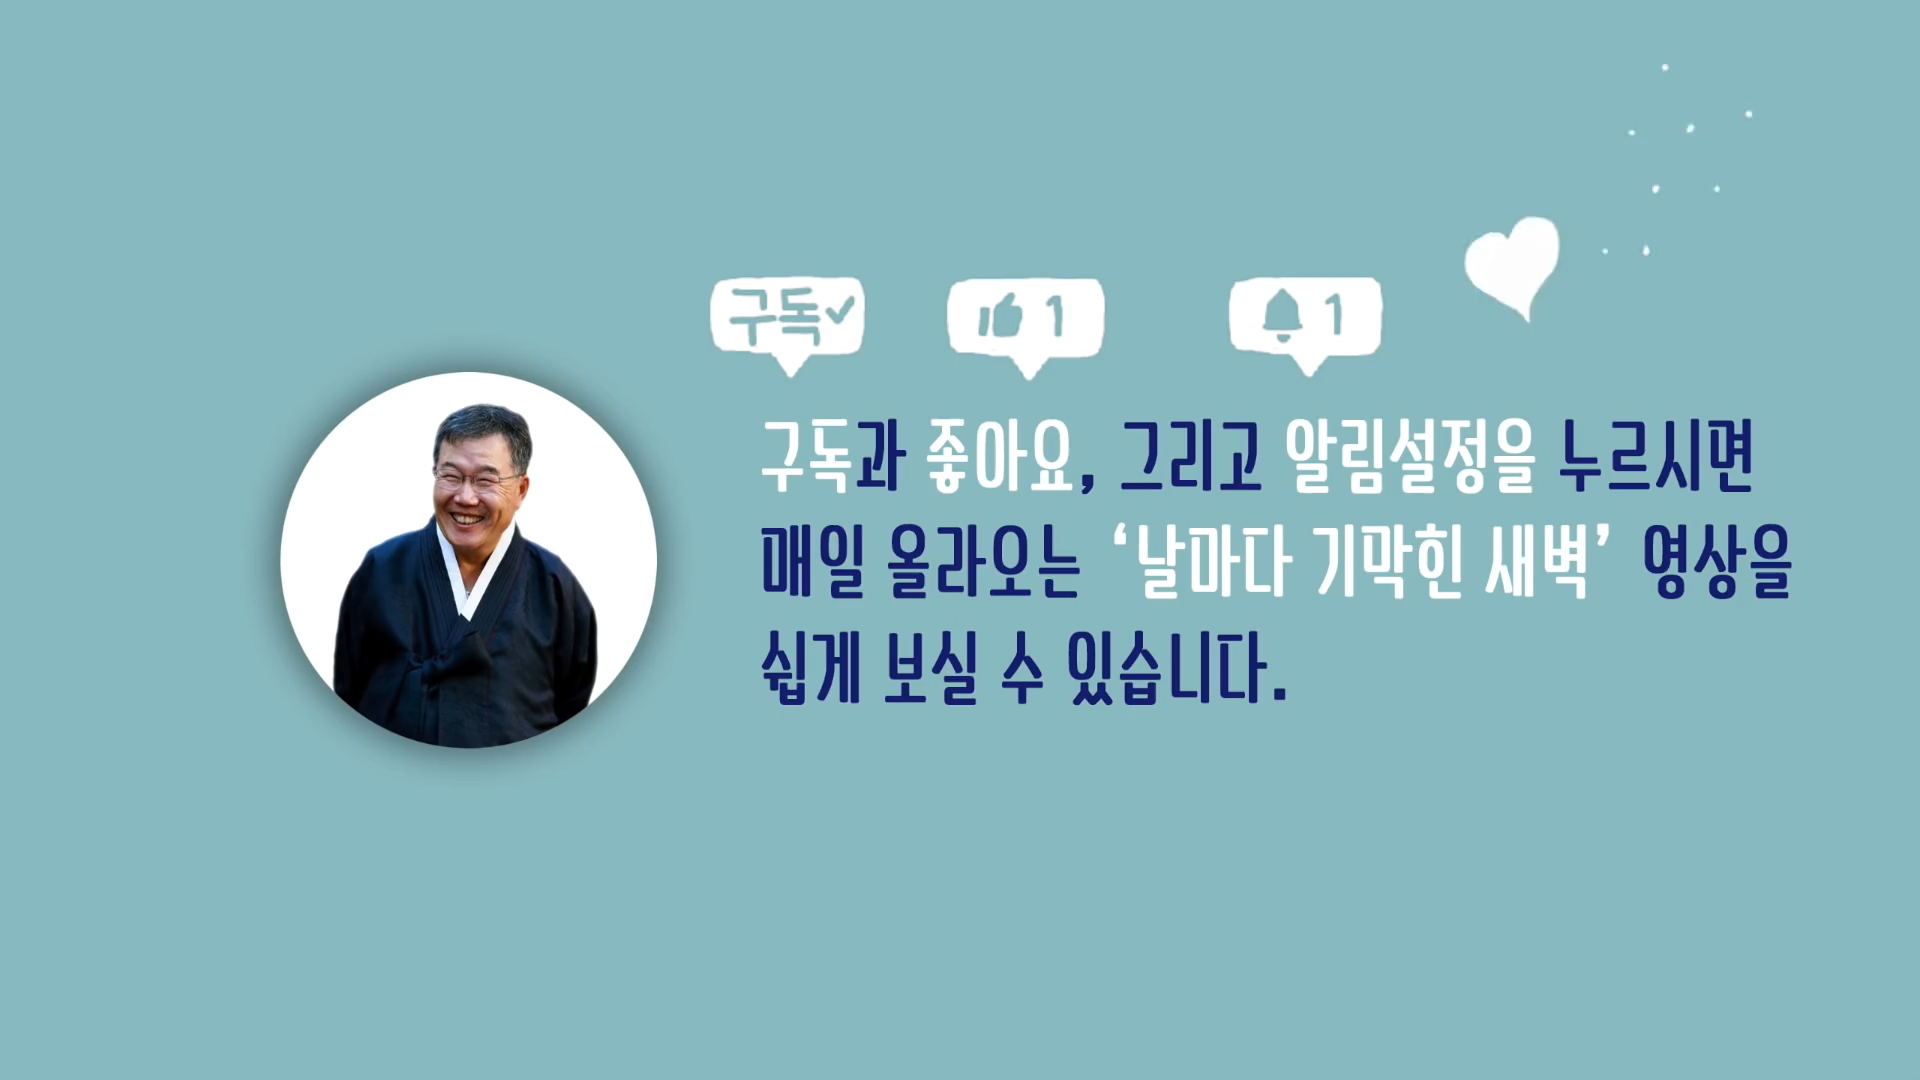 구독✓
1
1
구독과 좋아요, 그리고 알림설정을 누르시면
매일 올라오는 ‘날마다 기막힌 새벽’ 영상을
쉽게 보실 수 있습니다.